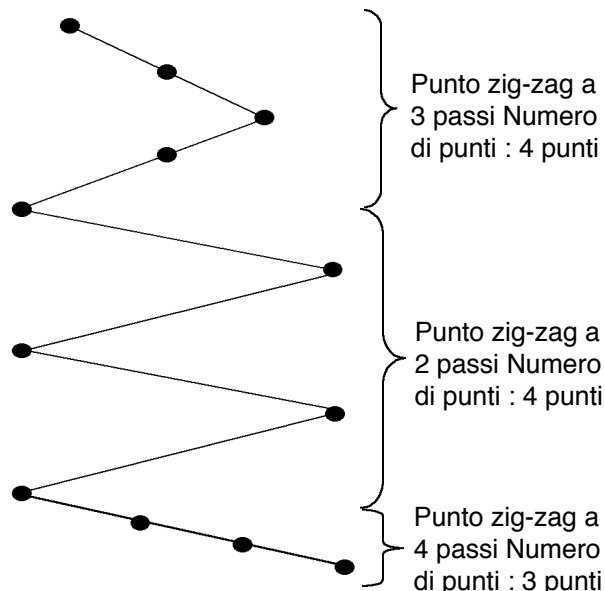 Punto zig-zag a
3 passi Numero
di punti : 4 punti
Punto zig-zag a
2 passi Numero
di punti : 4 punti
Punto zig-zag a
4 passi Numero
di punti : 3 punti